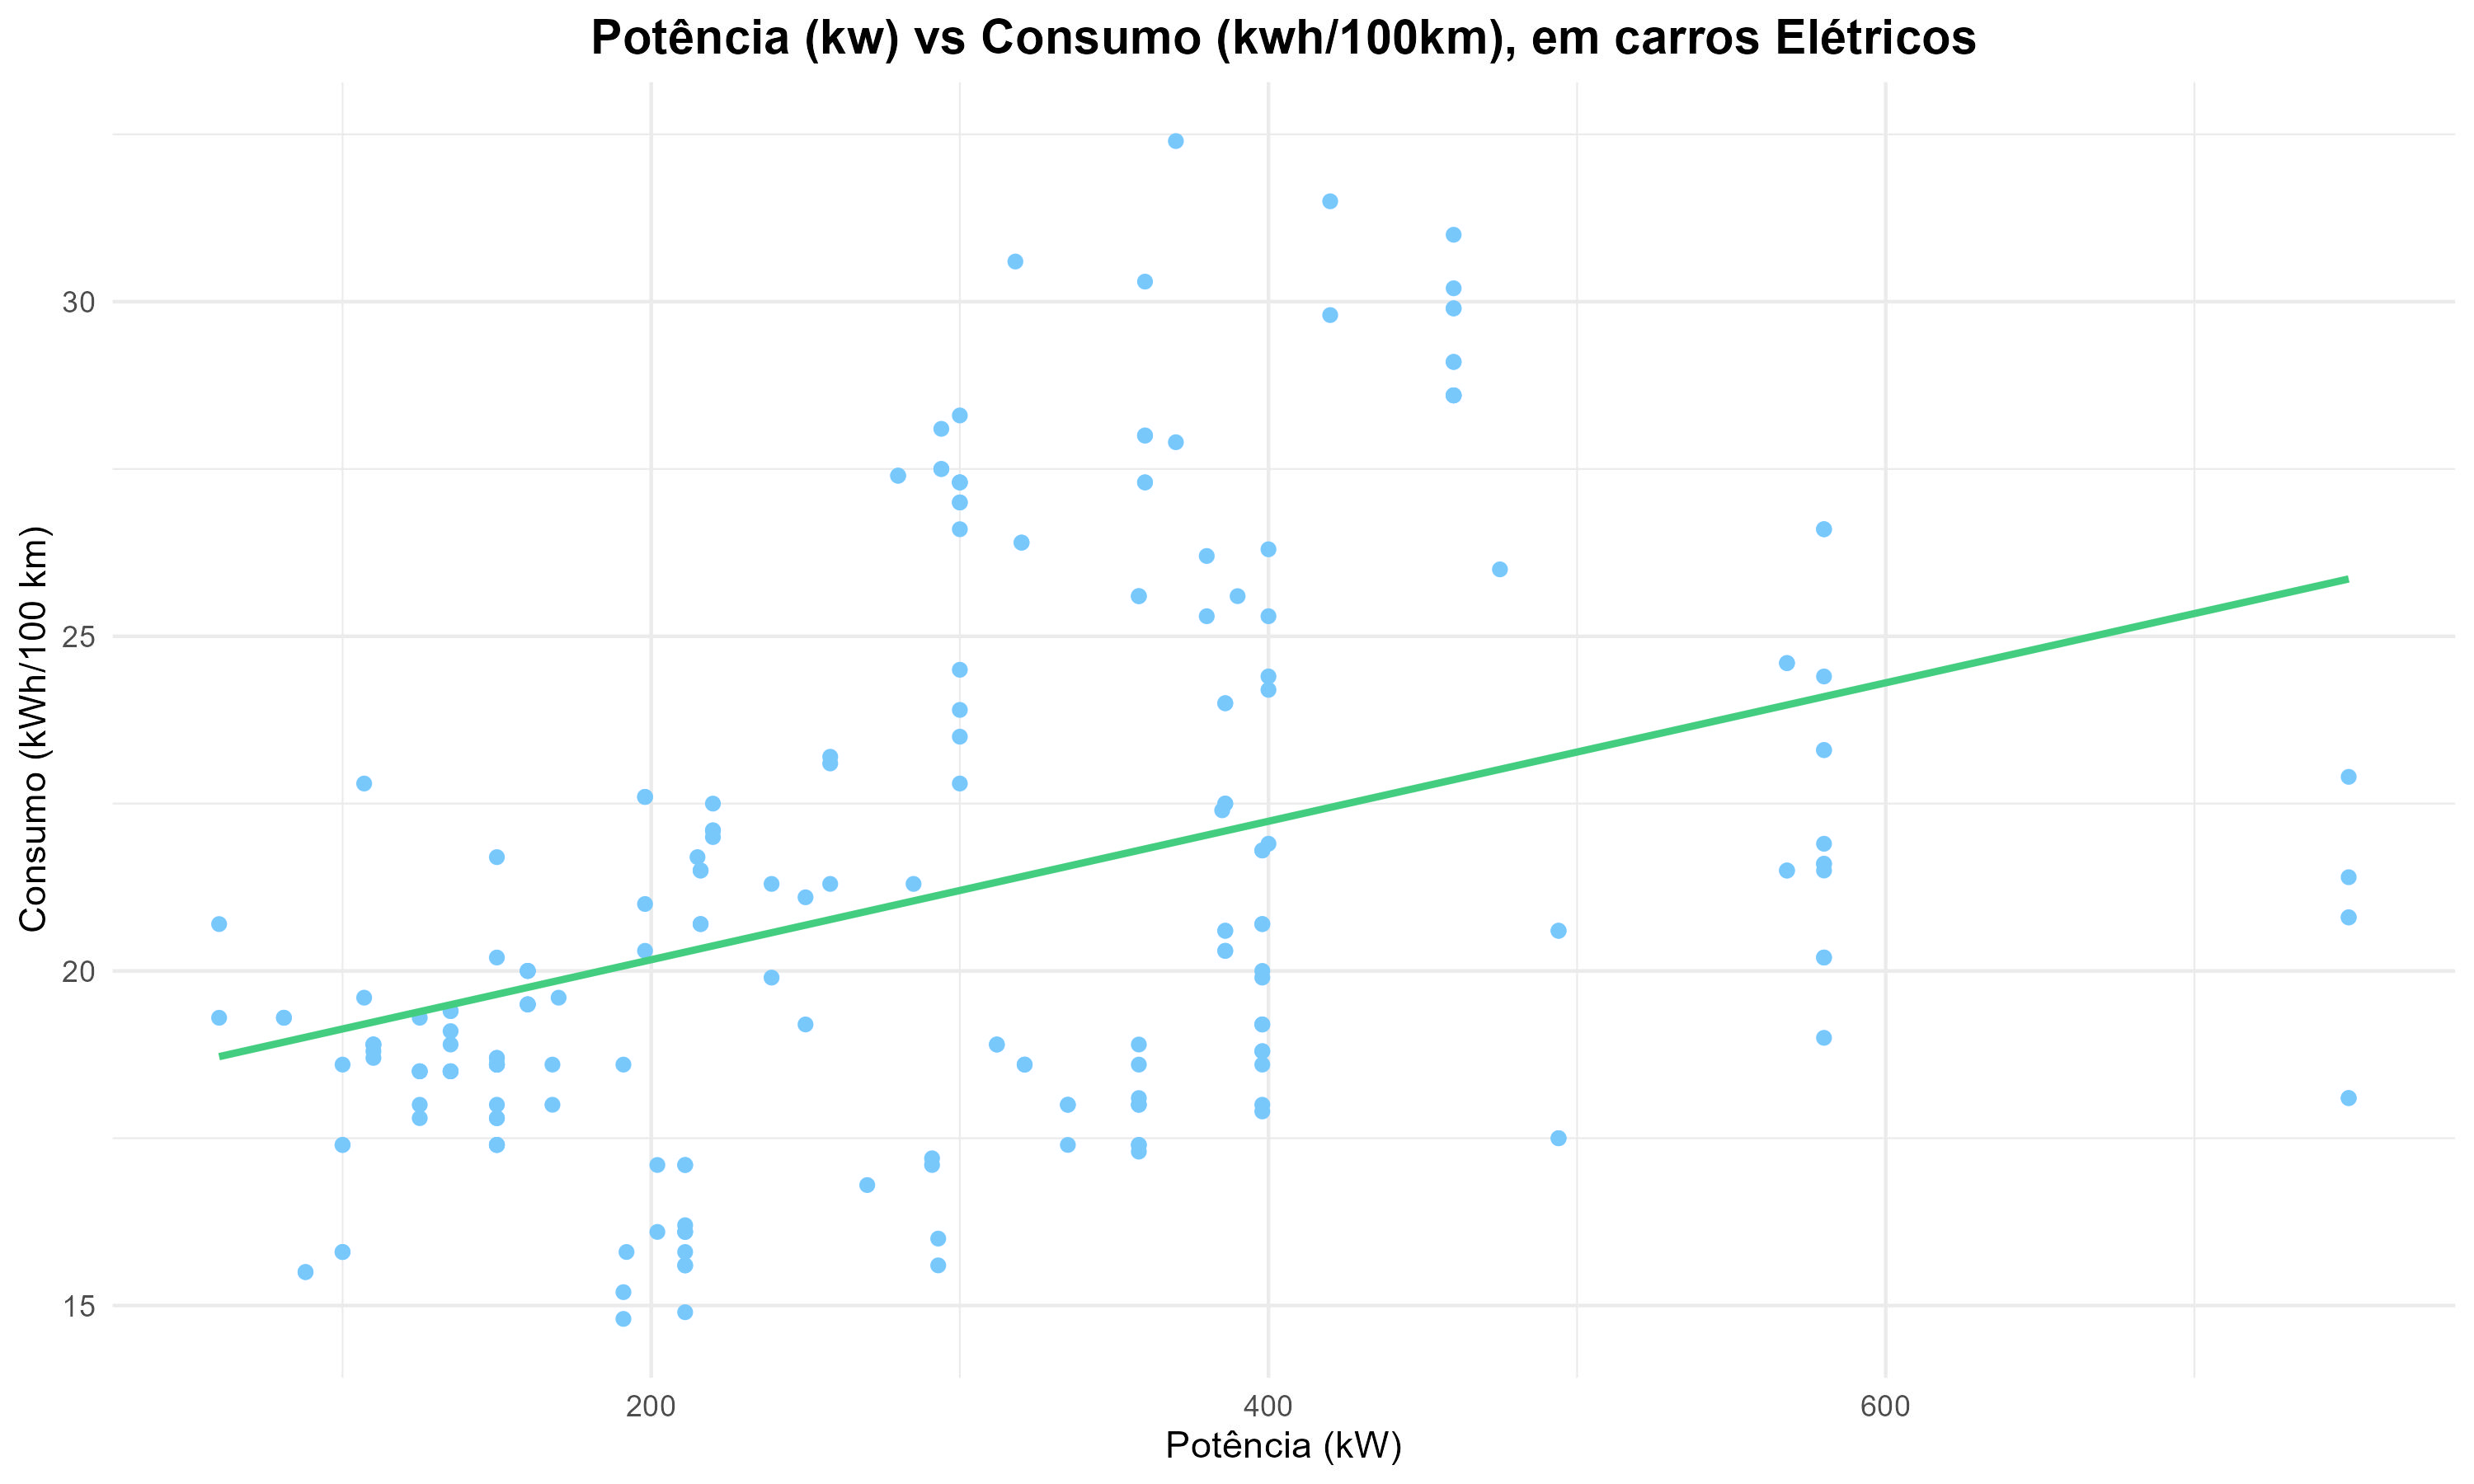 Potência (kw) vs Consumo (kwh/100km), em carros Elétricos
30
25
20
15
Consumo (kWh/100 km)
200
400
600
Potência (kW)